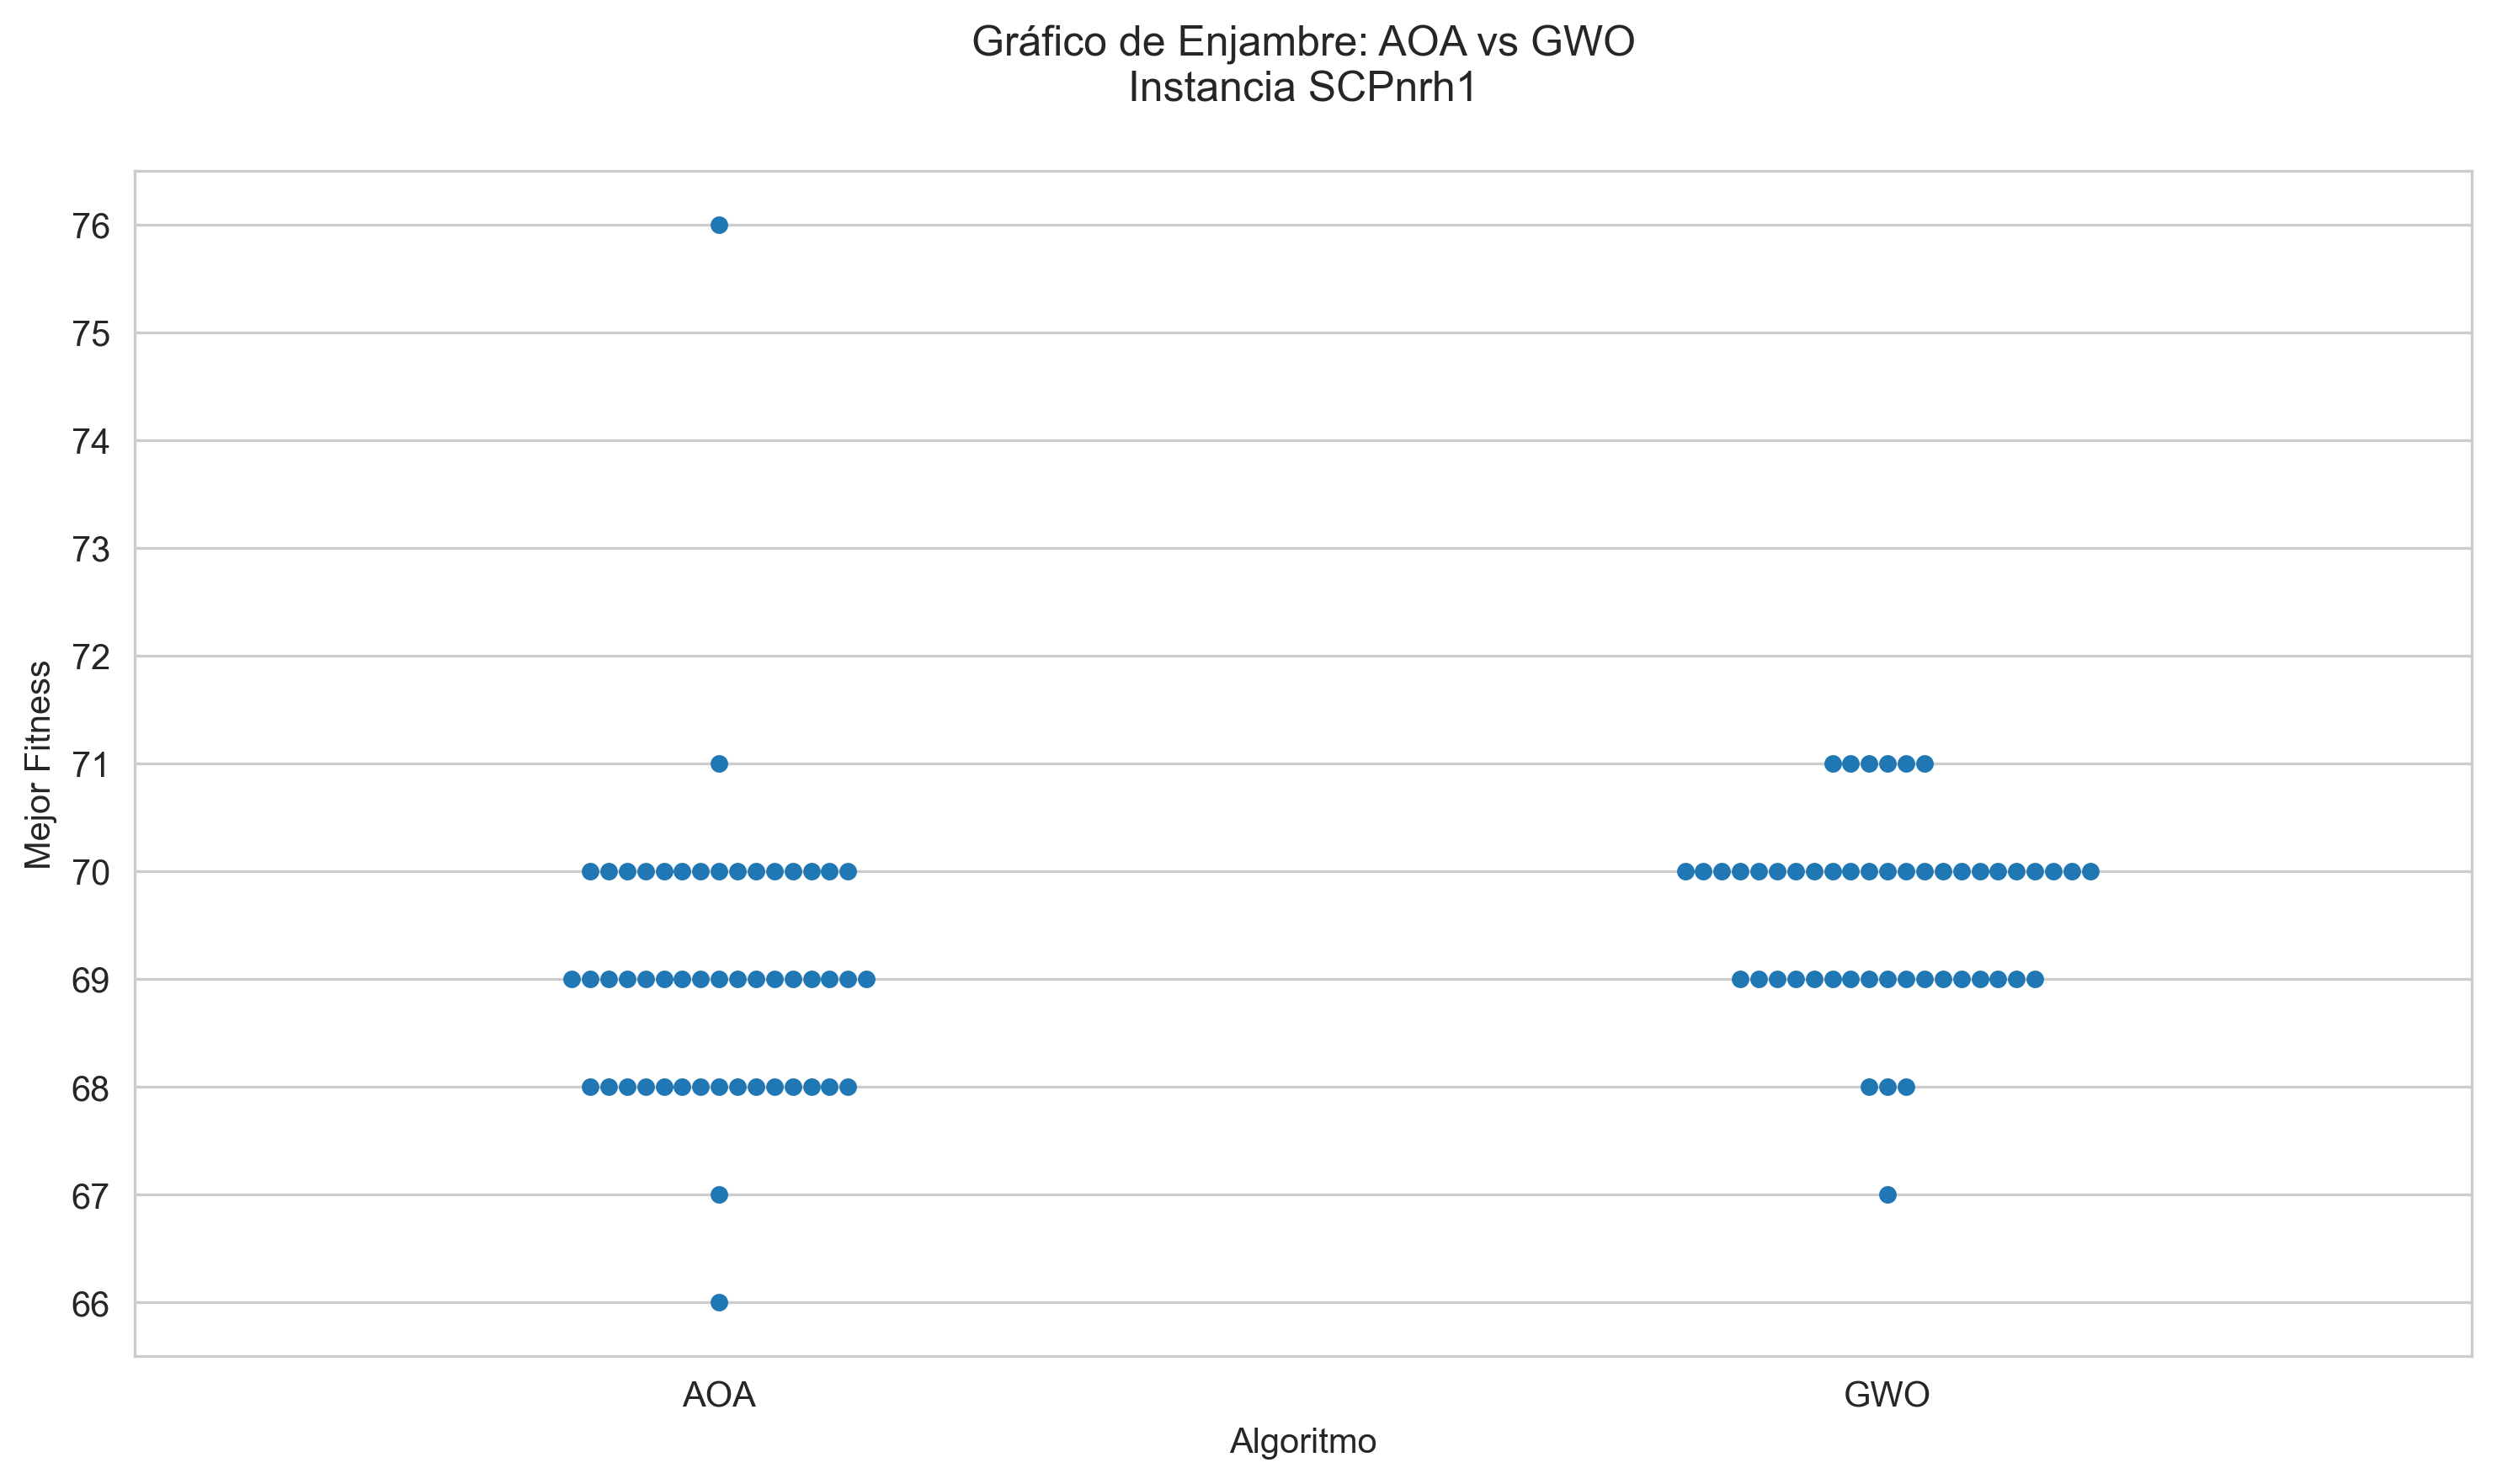 Gráfico de Enjambre: AOA vs GWO
Instancia SCPnrh1
76
75
74
73
72
71
70
69
68
67
66
Mejor Fitness
AOA
GWO
Algoritmo